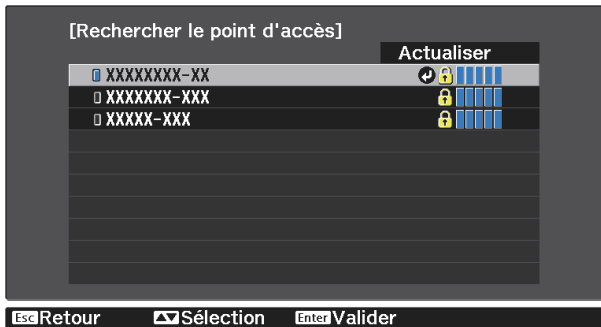 [Rechercher le point d'accès]
Actualiser
XXXXXXXX-XX
XXXXXXX-XXX
XXXXX-XXX
Esc Retour Sélection Enter Valider